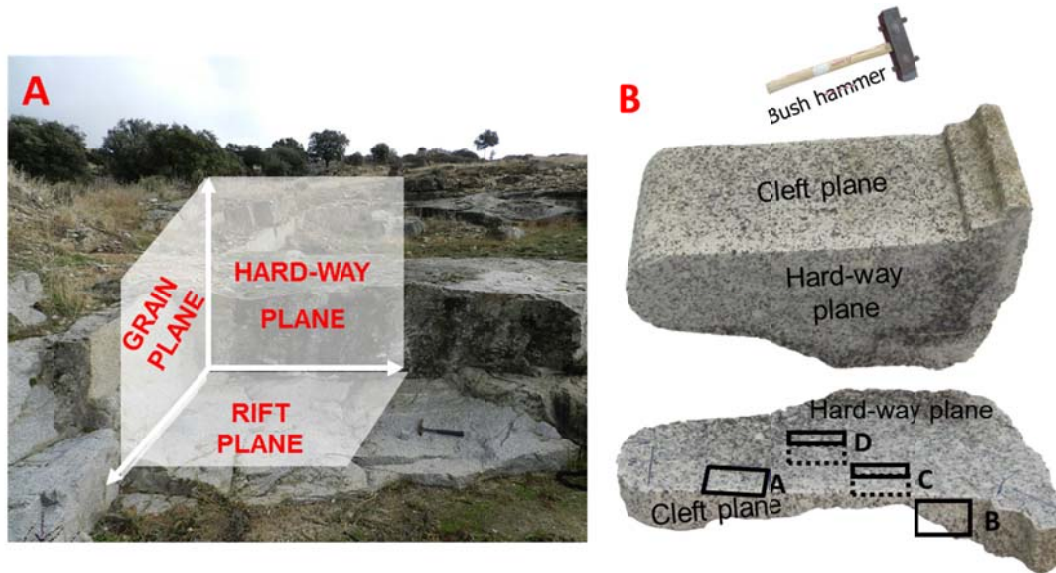 A
GRAIN
PLANE
HARD-WAY
PLANE
RIFT
PLANE
B
Bush hammer
Cleft plane
Hard-way
plane
Hard-way plane
D
A
C
Cleft plane
B